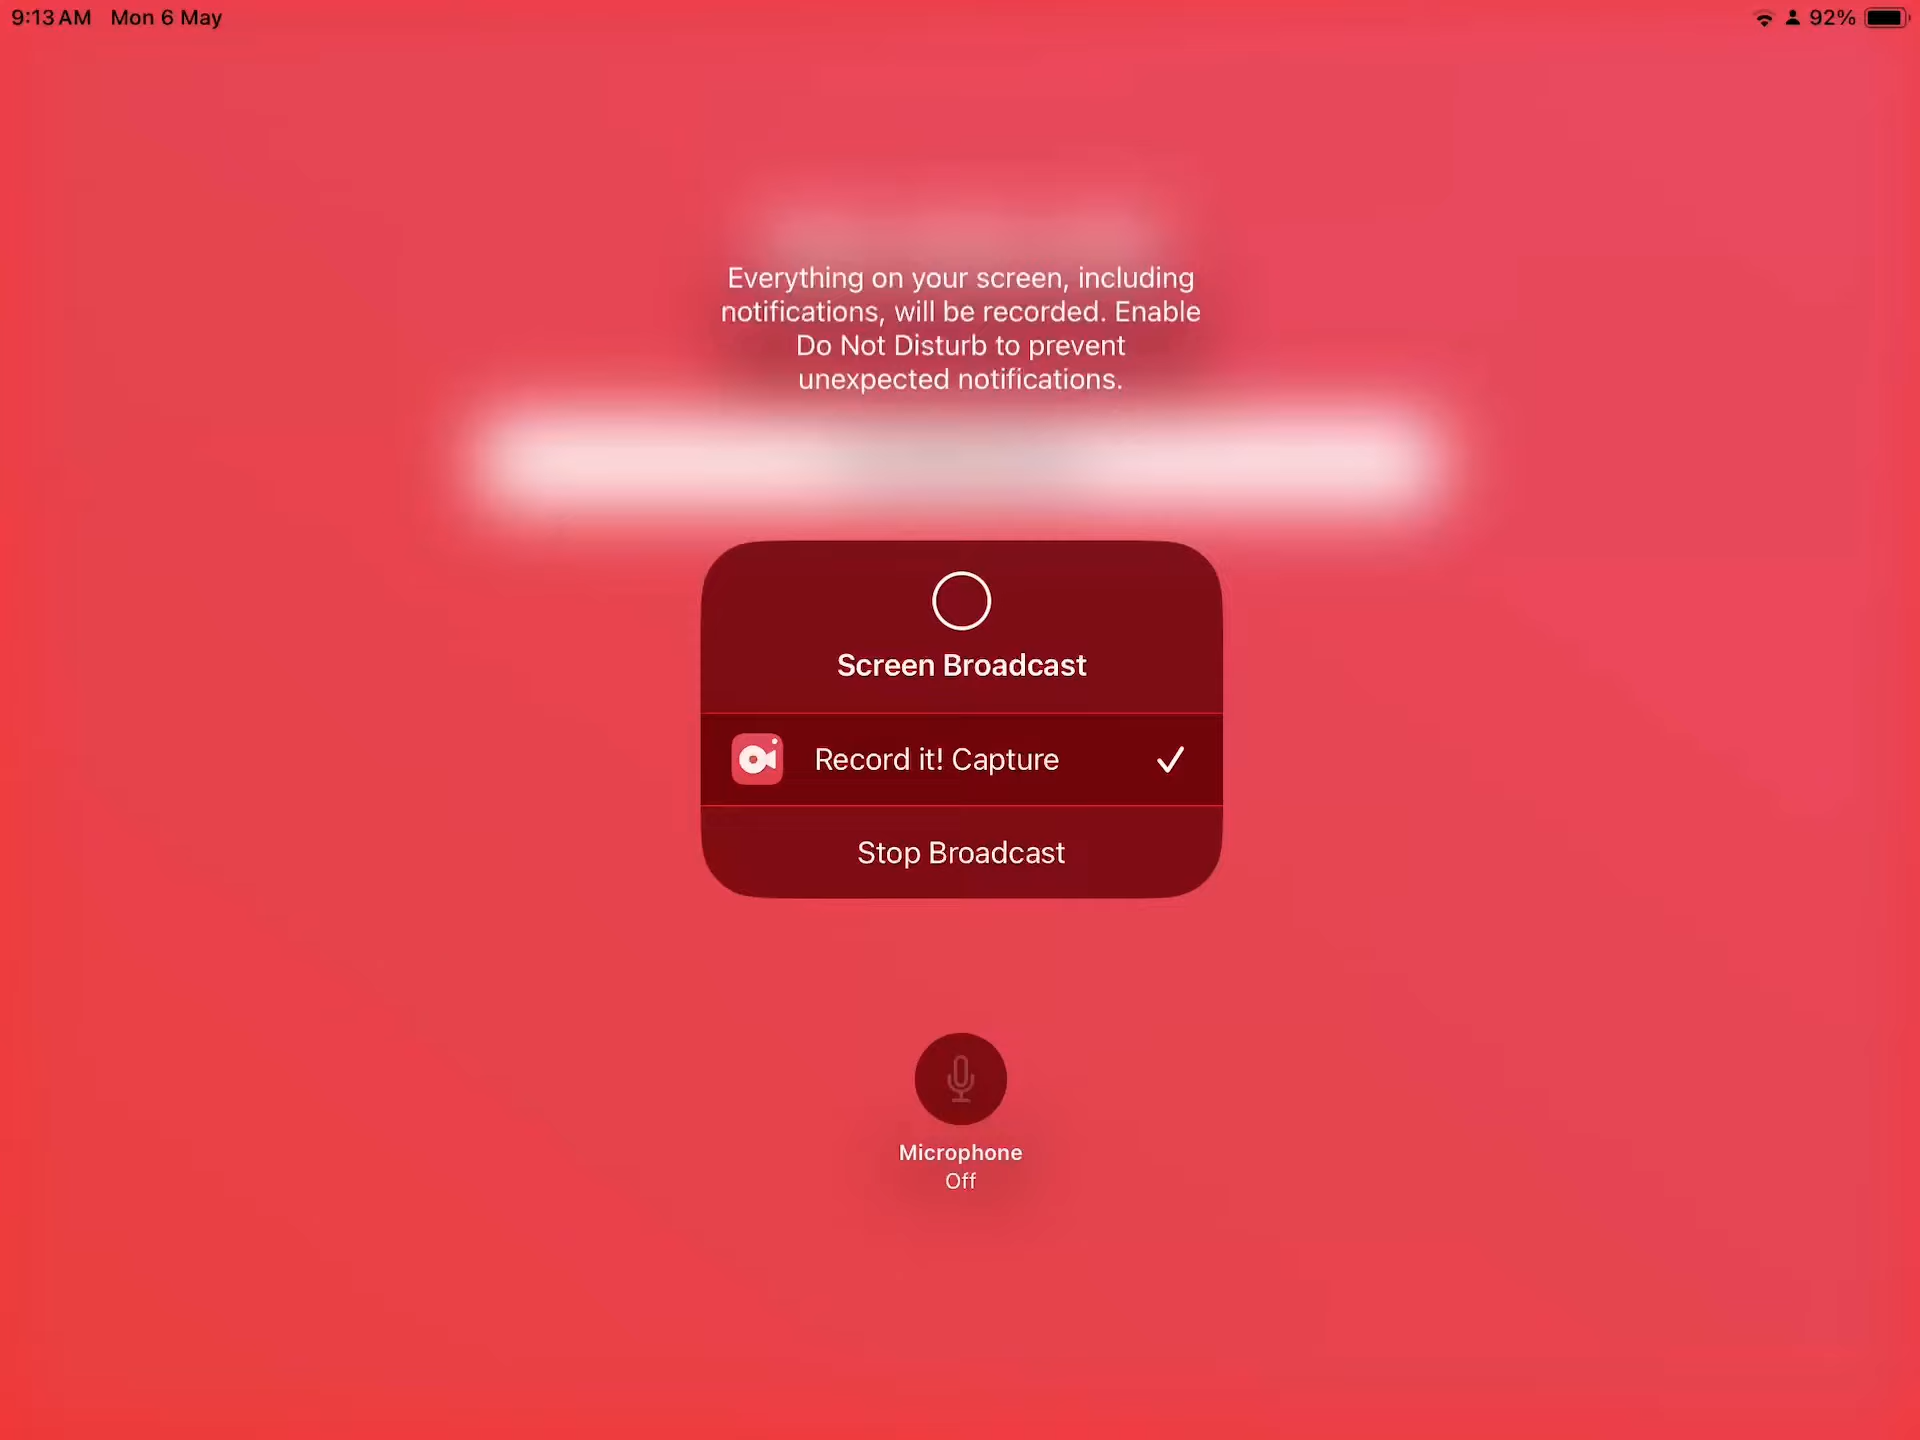 9:13 AM Mon 6 May
92%
Everything on your screen, including
notifications, will be recorded. Enable
Do Not Disturb to prevent
unexpected notifications.
Screen Broadcast
Record it! Capture
Stop Broadcast
Microphone
Off